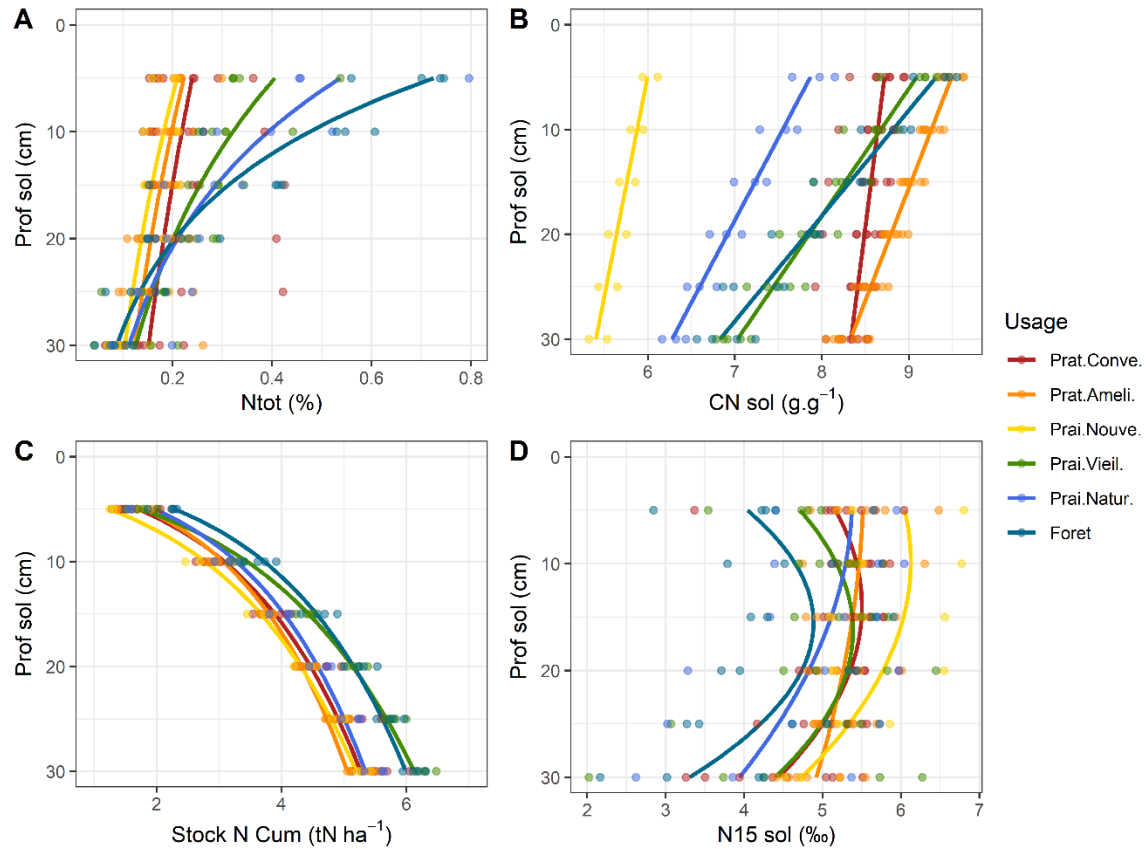 A
Prof sol (cm)
0
10
20
30
0.2 0.4 0.6 0.8
Ntot (%)
B
Prof sol (cm)
0
10
20
30
6 7 8 9
CN sol (g.g⁻¹)
C
Prof sol (cm)
0
10
20
30
2 4 6
Stock N Cum (tN ha⁻¹)
D
Prof sol (cm)
0
10
20
30
2 3 4 5 6 7
N15 sol (‰)
Usage
Prat.Conve.
Prat.Ameli.
Prai.Nouve.
Prai.Vieil.
Prai.Natur.
Foret